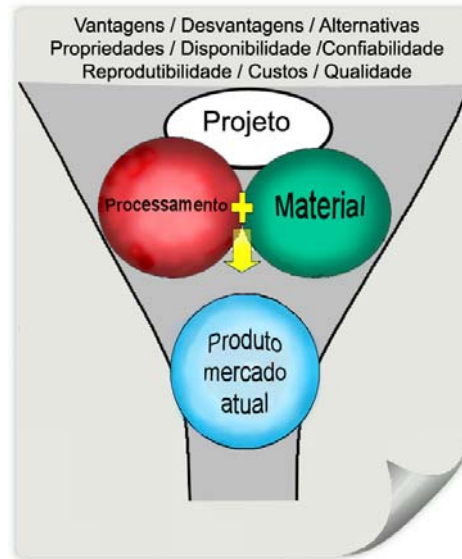 Vantagens / Desvantagens / Alternativas
Propriedades / Disponibilidade /Confiabilidade
Reprodutibilidade / Custos / Qualidade
Projeto
Processamento + Material
Produto
mercado
atual